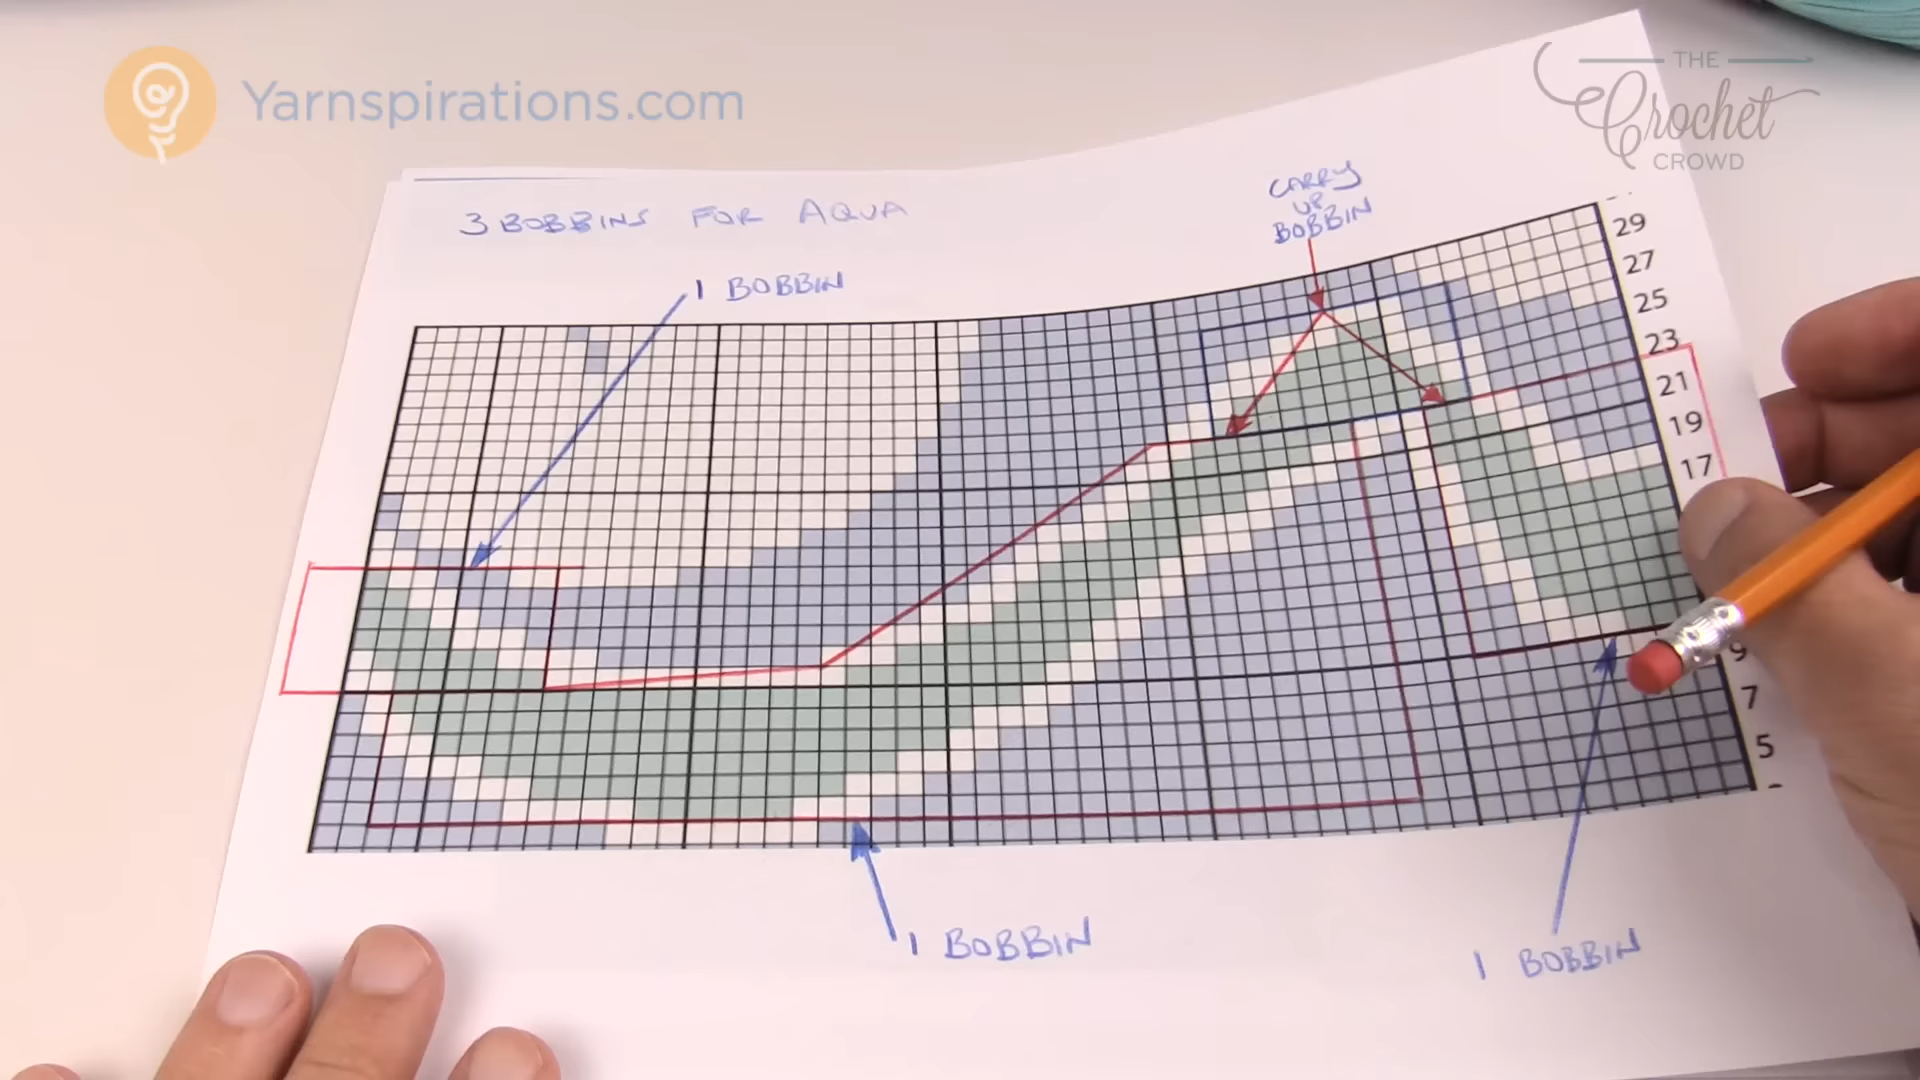 Yarnspirations.com
THE
Crochet
CROWD
3 BOBBINS FOR AQUA
CARRY
UP
BOBBIN
1 BOBBIN
29
27
25
23
21
19
17
9
7
5
1 BOBBIN
1 BOBBIN